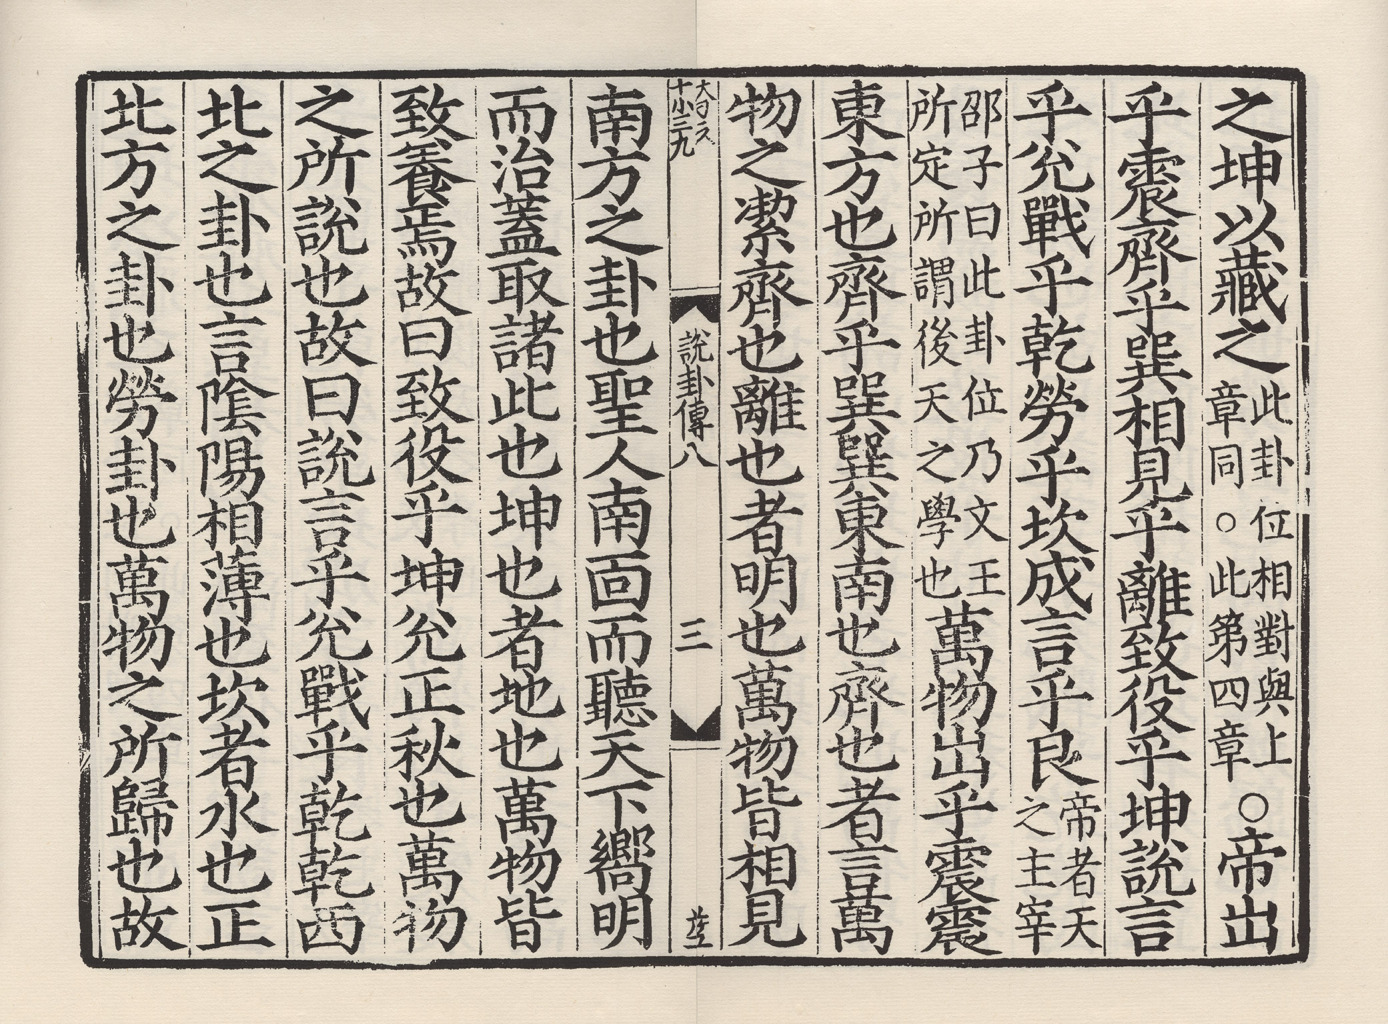 之坤以藏之此卦位相對與上章同○此第四章○帝出
乎震齊乎巽相見乎離致役乎坤說言
乎兊戰乎乾勞乎坎成言乎艮帝者天之主宰
邵子曰此卦位乃文王所定所謂後天之學也萬物出乎震震
東方也齊乎巽巽東南也齊也者言萬
物之潔齊也離也者明也萬物皆相見
說卦傳八
三
南方之卦也聖人南面而聽天下嚮明
而治蓋取諸此也坤也者地也萬物皆
致養焉故曰致役乎坤兊正秋也萬物
之所說也故曰說言乎兊戰乎乾乾西
北之卦也言陰陽相薄也坎者水也正
北方之卦也勞卦也萬物之所歸也故